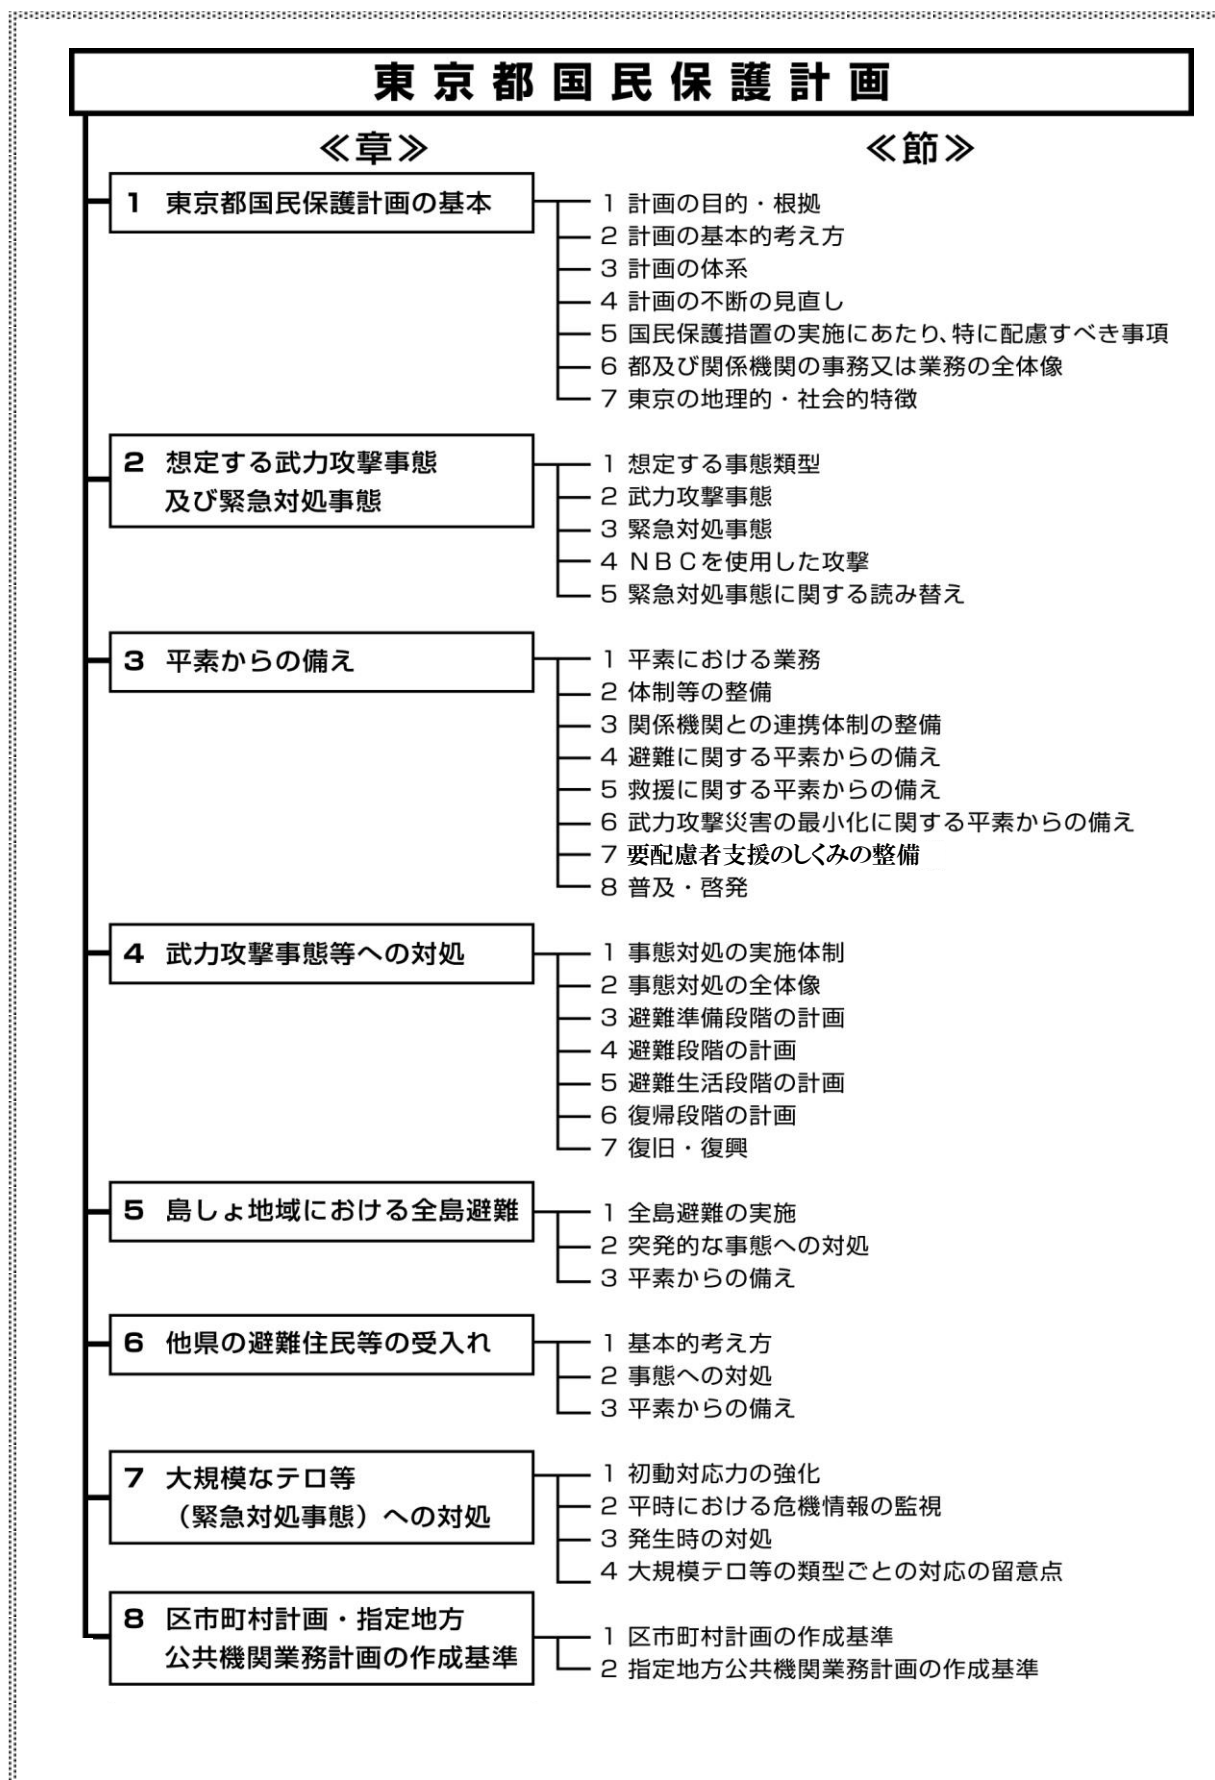 東京都国民保護計画
≪章≫
≪節≫
1 東京都国民保護計画の基本
1 計画の目的・根拠
2 計画の基本的考え方
3 計画の体系
4 計画の不断の見直し
5 国民保護措置の実施にあたり､特に配慮すべき事項
6 都及び関係機関の事務又は業務の全体像
7 東京の地理的・社会的特徴
2 想定する武力攻撃事態
及び緊急対処事態
1 想定する事態類型
2 武力攻撃事態
3 緊急対処事態
4 ＮＢＣを使用した攻撃
5 緊急対処事態に関する読み替え
3 平素からの備え
1 平素における業務
2 体制等の整備
3 関係機関との連携体制の整備
4 避難に関する平素からの備え
5 救援に関する平素からの備え
6 武力攻撃災害の最小化に関する平素からの備え
7 要配慮者支援のしくみの整備
8 普及・啓発
4 武力攻撃事態等への対処
1 事態対処の実施体制
2 事態対処の全体像
3 避難準備段階の計画
4 避難段階の計画
5 避難生活段階の計画
6 復帰段階の計画
7 復旧・復興
5 島しょ地域における全島避難
1 全島避難の実施
2 突発的な事態への対処
3 平素からの備え
6 他県の避難住民等の受入れ
1 基本的考え方
2 事態への対処
3 平素からの備え
7 大規模なテロ等
（緊急対処事態）への対処
1 初動対応力の強化
2 平時における危機情報の監視
3 発生時の対処
4 大規模テロ等の類型ごとの対応の留意点
8 区市町村計画・指定地方
公共機関業務計画の作成基準
1 区市町村計画の作成基準
2 指定地方公共機関業務計画の作成基準